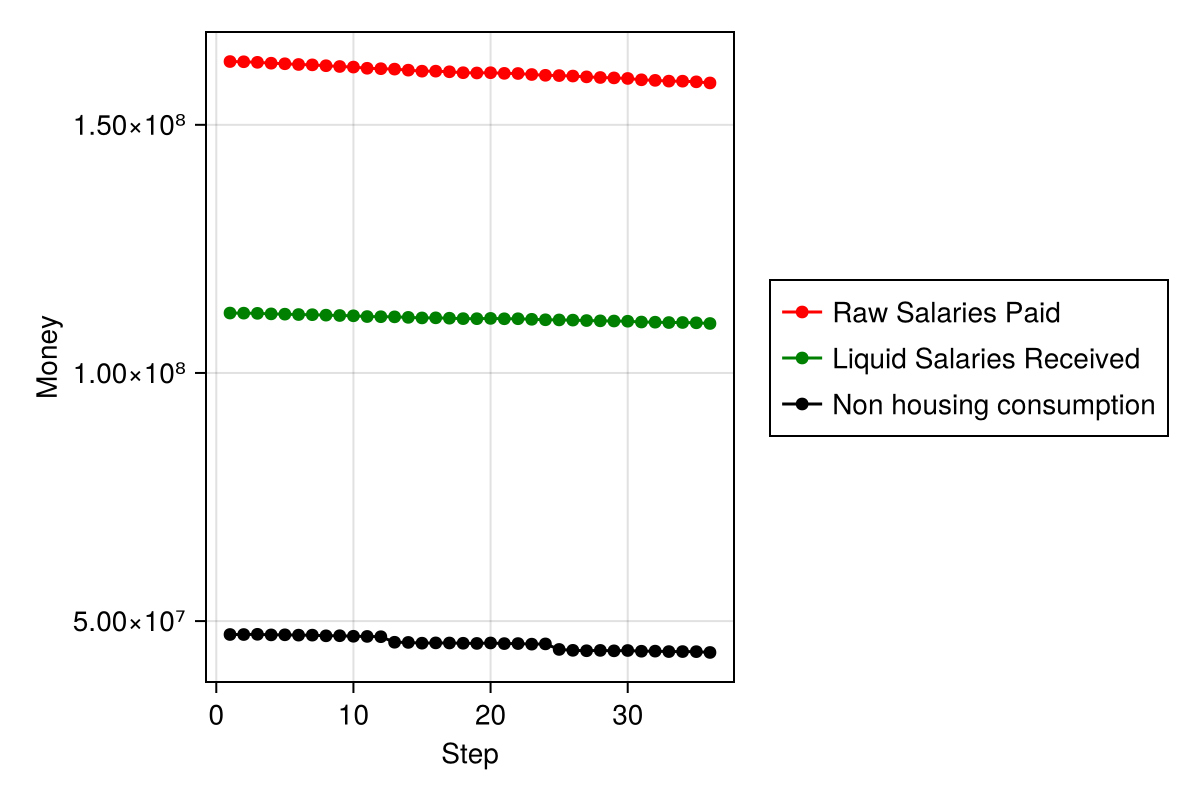 1.50×10⁸
1.00×10⁸
5.00×10⁷
Money
0 10 20 30
Step
Raw Salaries Paid
Liquid Salaries Received
Non housing consumption